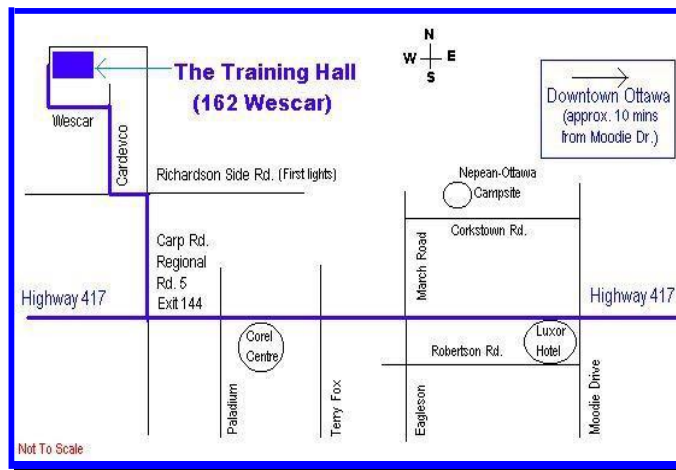 N
W E
S
The Training Hall
(162 Wescar)
Downtown Ottawa
(approx. 10 mins
from Moodie Dr.)
Wescar
Cardevco
Richardson Side Rd. (First lights)
Nepean-Ottawa
Campsite
Corkstown Rd.
Carp Rd.
Regional
Rd. 5
Exit 144
March Road
Highway 417
Highway 417
Corel
Centre
Luxor
Hotel
Robertson Rd.
Paladium
Terry Fox
Eagleson
Moodie Drive
Not To Scale